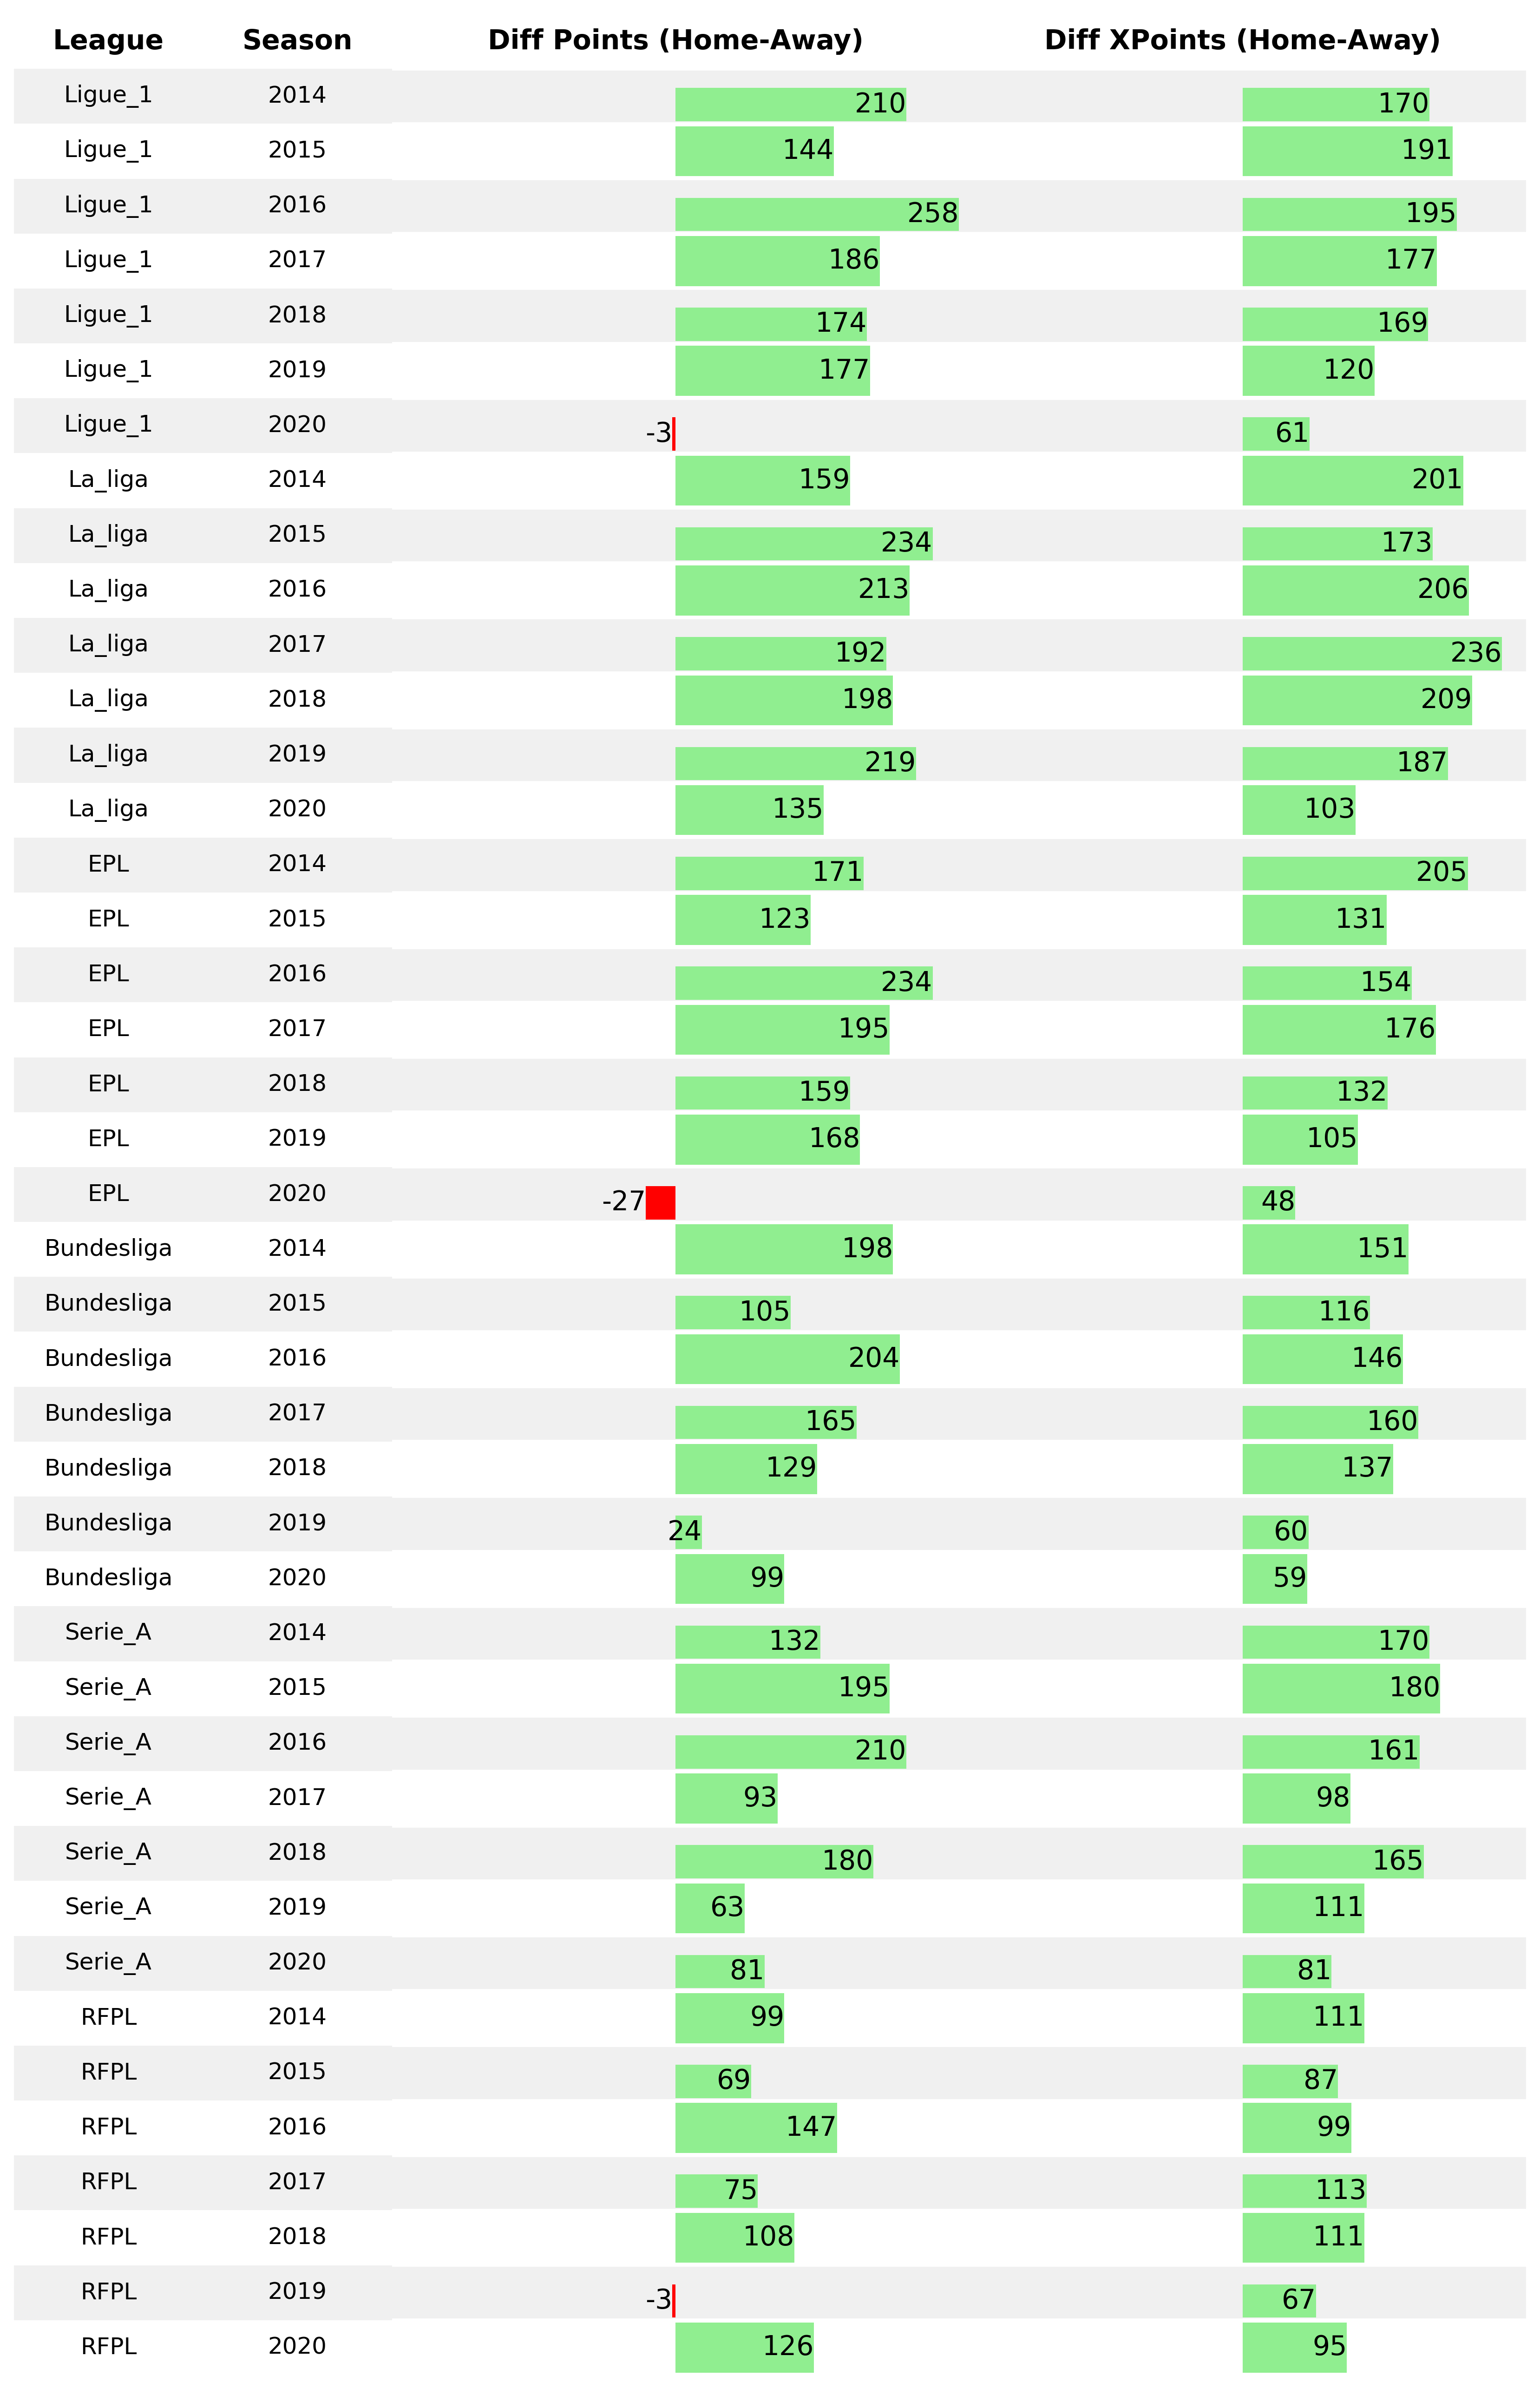 League Season Diff Points (Home-Away) Diff XPoints (Home-Away)
Ligue_1 2014 210 170
Ligue_1 2015 144 191
Ligue_1 2016 258 195
Ligue_1 2017 186 177
Ligue_1 2018 174 169
Ligue_1 2019 177 120
Ligue_1 2020 -3 61
La_liga 2014 159 201
La_liga 2015 234 173
La_liga 2016 213 206
La_liga 2017 192 236
La_liga 2018 198 209
La_liga 2019 219 187
La_liga 2020 135 103
EPL 2014 171 205
EPL 2015 123 131
EPL 2016 234 154
EPL 2017 195 176
EPL 2018 159 132
EPL 2019 168 105
EPL 2020 -27 48
Bundesliga 2014 198 151
Bundesliga 2015 105 116
Bundesliga 2016 204 146
Bundesliga 2017 165 160
Bundesliga 2018 129 137
Bundesliga 2019 24 60
Bundesliga 2020 99 59
Serie_A 2014 132 170
Serie_A 2015 195 180
Serie_A 2016 210 161
Serie_A 2017 93 98
Serie_A 2018 180 165
Serie_A 2019 63 111
Serie_A 2020 81 81
RFPL 2014 99 111
RFPL 2015 69 87
RFPL 2016 147 99
RFPL 2017 75 113
RFPL 2018 108 111
RFPL 2019 -3 67
RFPL 2020 126 95